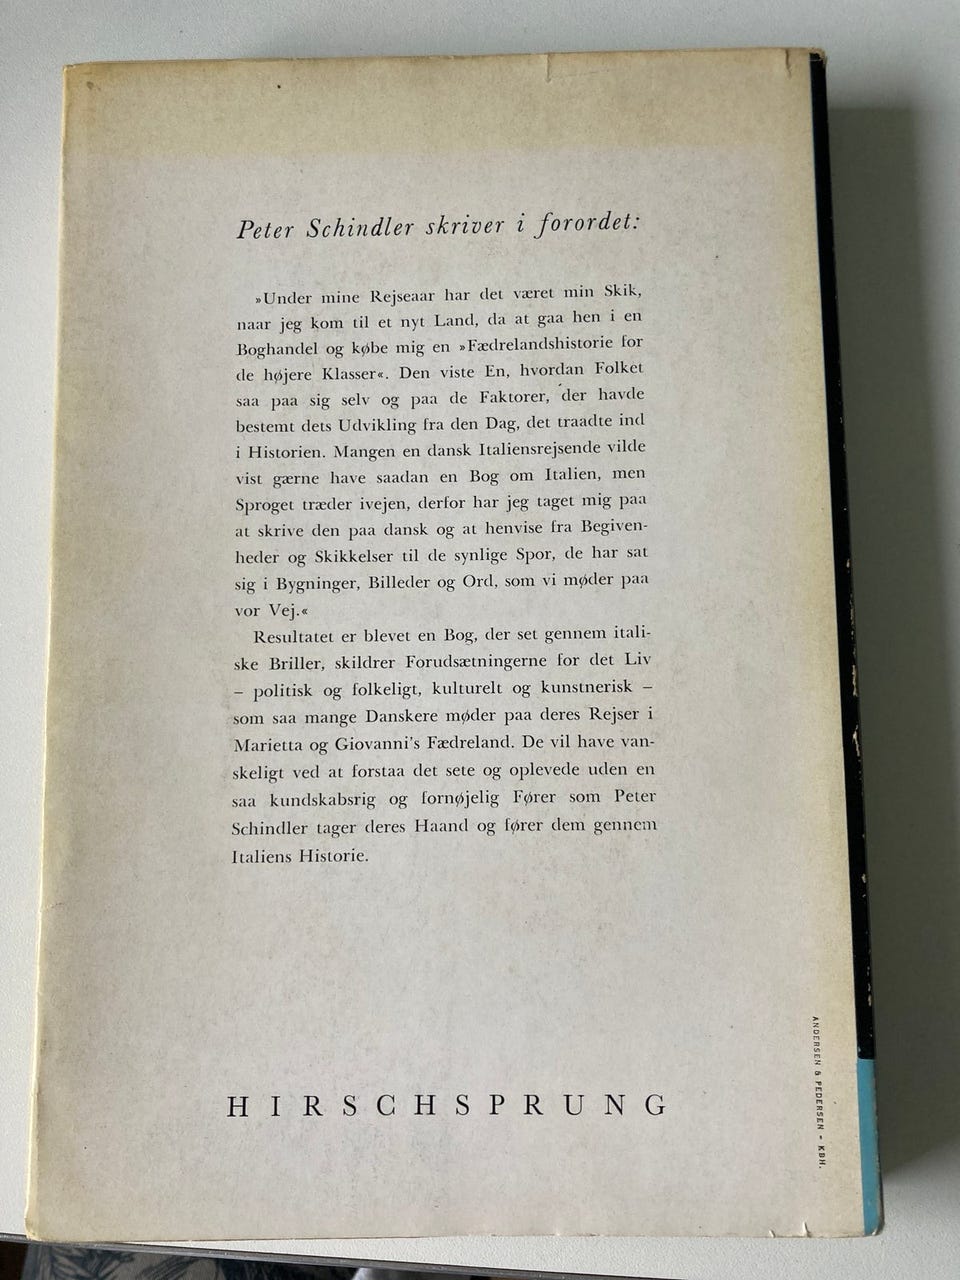 Peter Schindler skriver i forordet:
»Under mine Rejseaar har det været min Skik,
naar jeg kom til et nyt Land, da at gaa hen i en
Boghandel og købe mig en »Fædrelandshistorie for
de højere Klasser«. Den viste En, hvordan Folket
saa paa sig selv og paa de Faktorer, der havde
bestemt dets Udvikling fra den Dag, det traadte ind
i Historien. Mangen en dansk Italiensrejsende vilde
vist gærne have saadan en Bog om Italien, men
Sproget træder ivejen, derfor har jeg taget mig paa
at skrive den paa dansk og at henvise fra Begiven-
heder og Skikkelser til de synlige Spor, de har sat
sig i Bygninger, Billeder og Ord, som vi møder paa
vor Vej.«
Resultatet er blevet en Bog, der set gennem itali-
ske Briller, skildrer Forudsætningerne for det Liv
– politisk og folkeligt, kulturelt og kunstnerisk –
som saa mange Danskere møder paa deres Rejser i
Marietta og Giovanni's Fædreland. De vil have van-
skeligt ved at forstaa det sete og oplevede uden en
saa kundskabsrig og fornøjelig Fører som Peter
Schindler tager deres Haand og fører dem gennem
Italiens Historie.
HIRSCHSPRUNG
ANDERSEN & PEDERSEN - KBH.